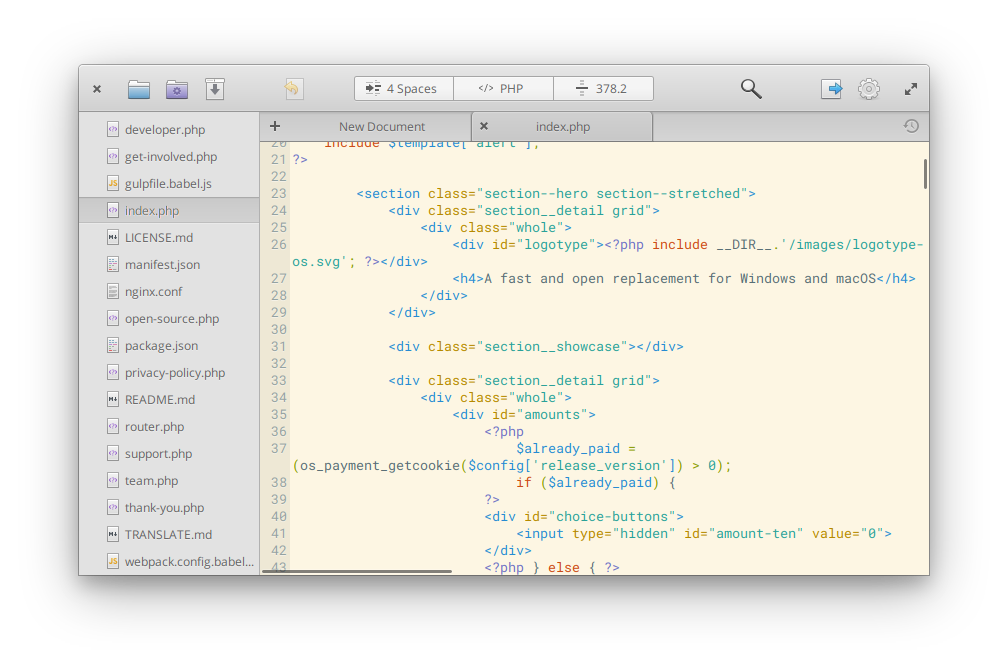 4 Spaces
</> PHP
378.2
developer.php
get-involved.php
gulpfile.babel.js
index.php
LICENSE.md
manifest.json
nginx.conf
open-source.php
package.json
privacy-policy.php
README.md
router.php
support.php
team.php
thank-you.php
TRANSLATE.md
webpack.config.babel...
New Document
index.php
20     include $template['alert'];
21 ?>
22
23         <section class="section--hero section--stretched">
24             <div class="section__detail grid">
25                 <div class="whole">
26                     <div id="logotype"><?php include __DIR__.'/images/logotype-
os.svg'; ?></div>
27                     <h4>A fast and open replacement for Windows and macOS</h4>
28                 </div>
29             </div>
30
31             <div class="section__showcase"></div>
32
33             <div class="section__detail grid">
34                 <div class="whole">
35                     <div id="amounts">
36                         <?php
37                             $already_paid =
(os_payment_getcookie($config['release_version']) > 0);
38                             if ($already_paid) {
39                         ?>
40                         <div id="choice-buttons">
41                             <input type="hidden" id="amount-ten" value="0">
42                         </div>
43                         <?php } else { ?>